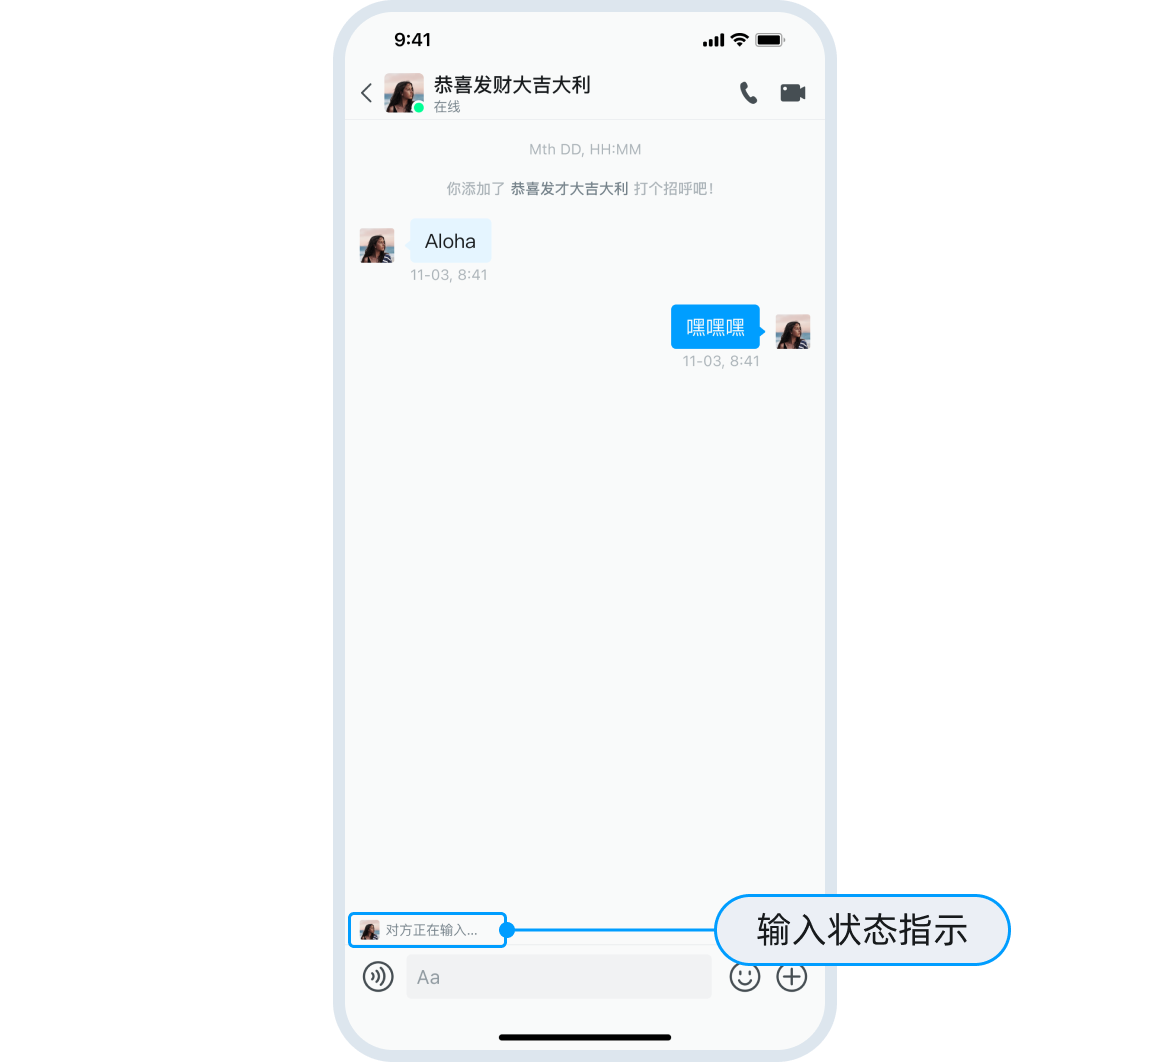 9:41
恭喜发财大吉大利
在线
Mth DD, HH:MM
你添加了 恭喜发才大吉大利 打个招呼吧!
Aloha
11-03, 8:41
嘿嘿嘿
11-03, 8:41
对方正在输入...
输入状态指示
Aa